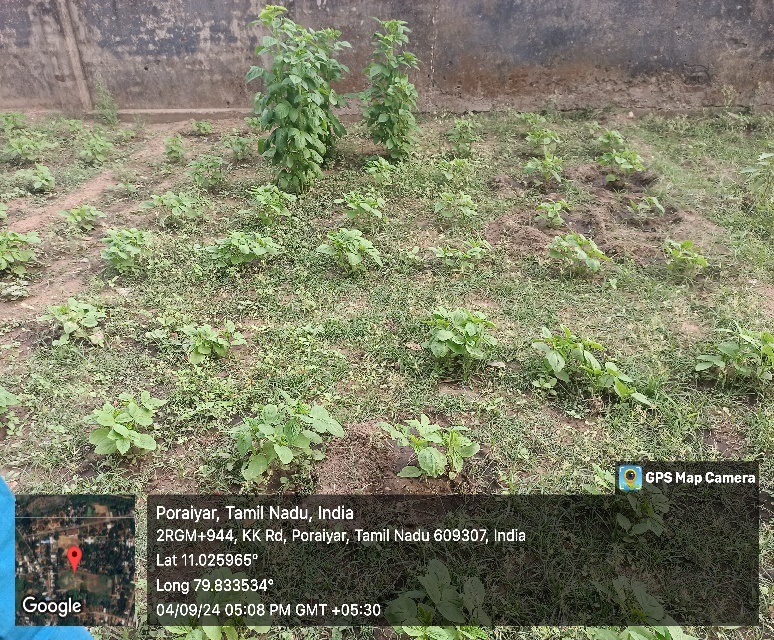 GPS Map Camera
Poraiyar, Tamil Nadu, India
2RGM+944, KK Rd, Poraiyar, Tamil Nadu 609307, India
Lat 11.025965°
Long 79.833534°
04/09/24 05:08 PM GMT +05:30
Google